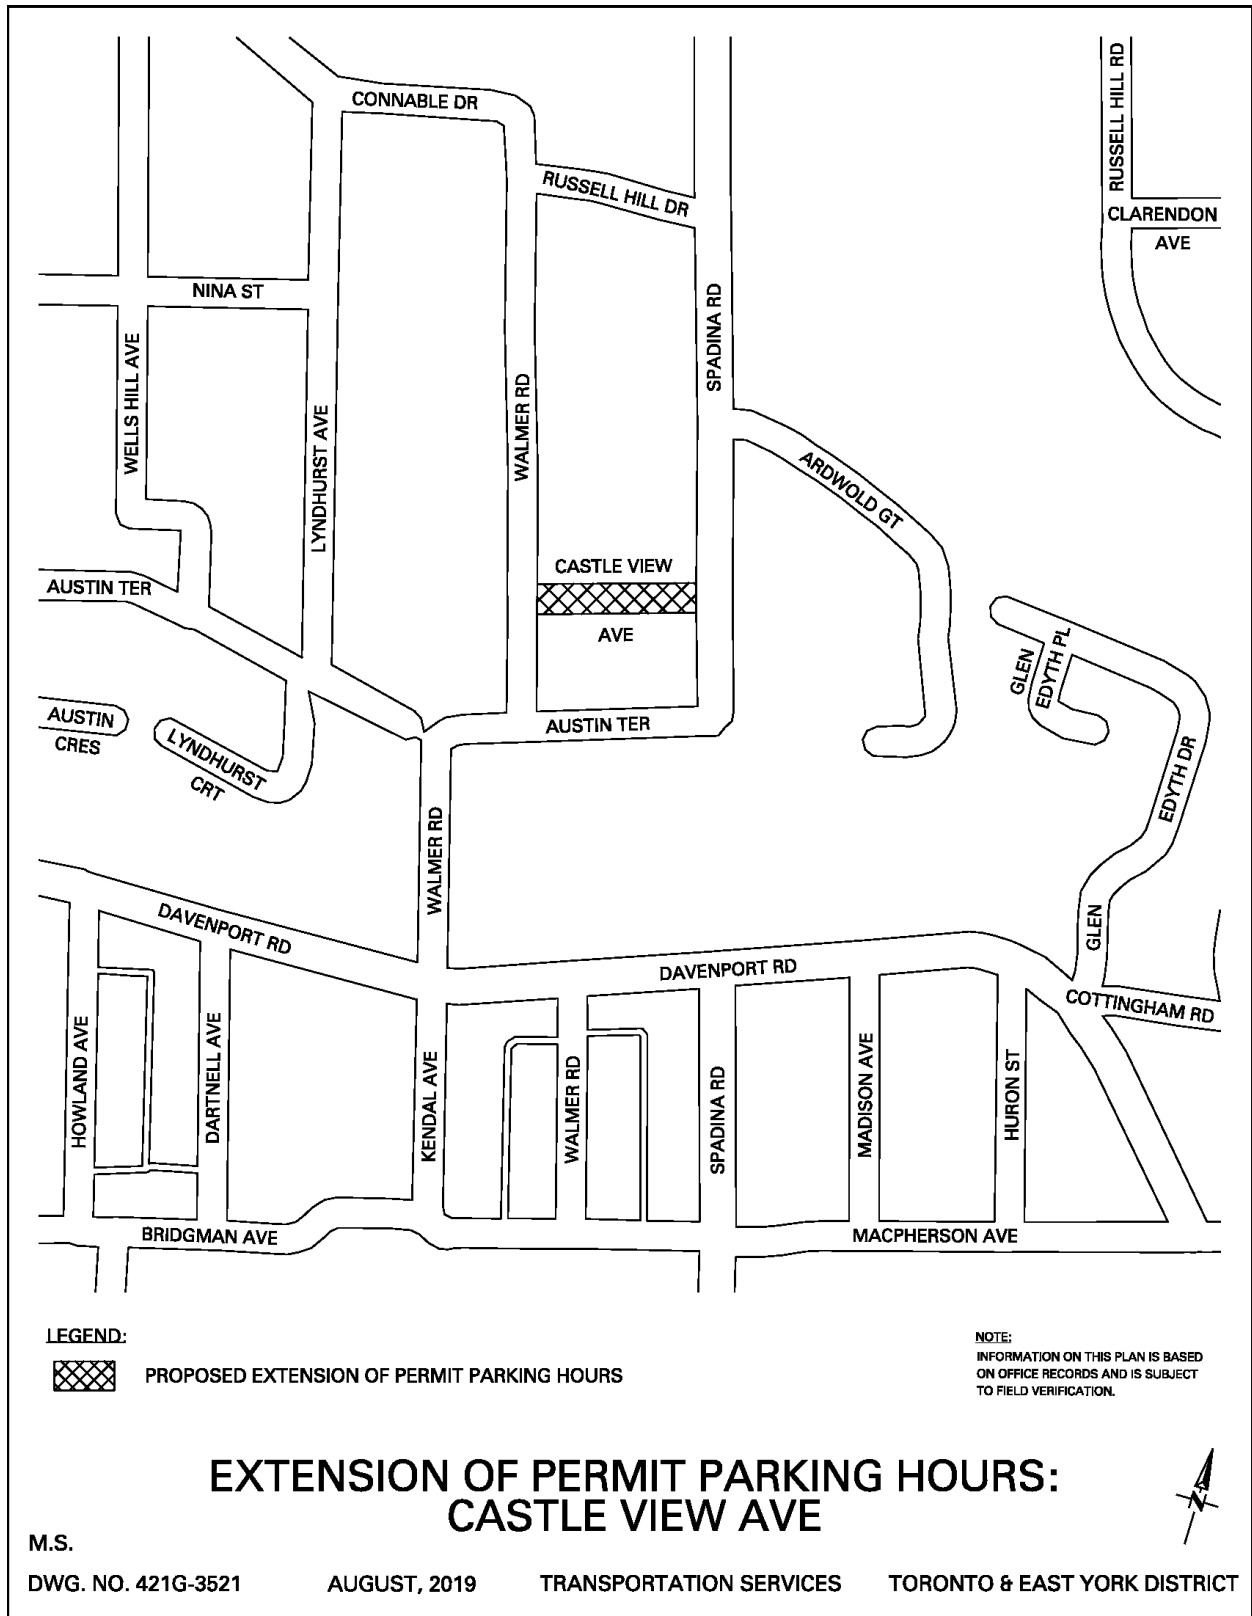 CONNABLE DR
RUSSELL HILL RD
RUSSELL HILL DR
CLARENDON
AVE
NINA ST
SPADINA RD
WELLS HILL AVE
LYNDHURST AVE
WALMER RD
ARDWOLD GT
CASTLE VIEW
AVE
AUSTIN TER
GLEN
EDYTH PL
AUSTIN
CRES
LYNDHURST
CRT
AUSTIN TER
EDYTH DR
GLEN
WALMER RD
DAVENPORT RD
DAVENPORT RD
COTTINGHAM RD
HOWLAND AVE
DARTNELL AVE
KENDAL AVE
WALMER RD
SPADINA RD
MADISON AVE
HURON ST
BRIDGMAN AVE
MACPHERSON AVE
LEGEND:
PROPOSED EXTENSION OF PERMIT PARKING HOURS
NOTE:
INFORMATION ON THIS PLAN IS BASED
ON OFFICE RECORDS AND IS SUBJECT
TO FIELD VERIFICATION.
EXTENSION OF PERMIT PARKING HOURS:
CASTLE VIEW AVE
N
M.S.
DWG. NO. 421G-3521 AUGUST, 2019 TRANSPORTATION SERVICES TORONTO & EAST YORK DISTRICT